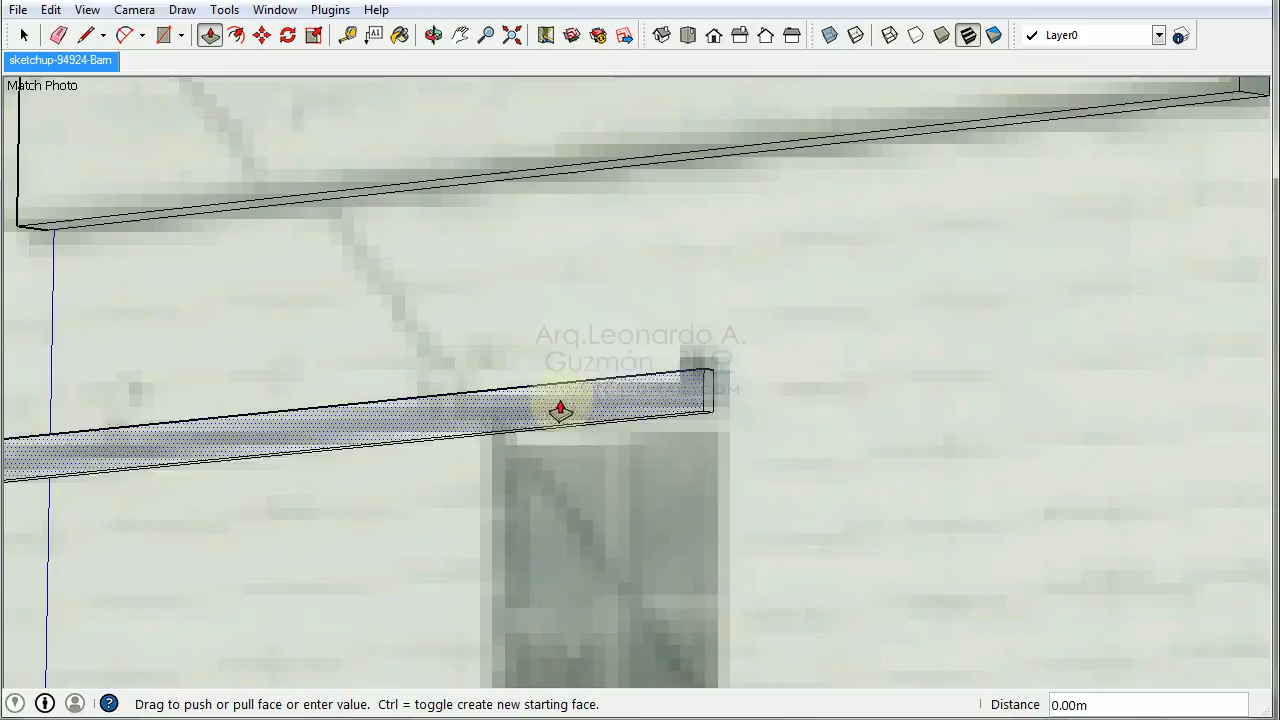 File Edit View Camera Draw Tools Window Plugins Help
A1
Layer0
sketchup-94924-Barn
Match Photo
Arq.Leonardo A.
Guzmán
Drag to push or pull face or enter value. Ctrl = toggle create new starting face.
Distance 0.00m